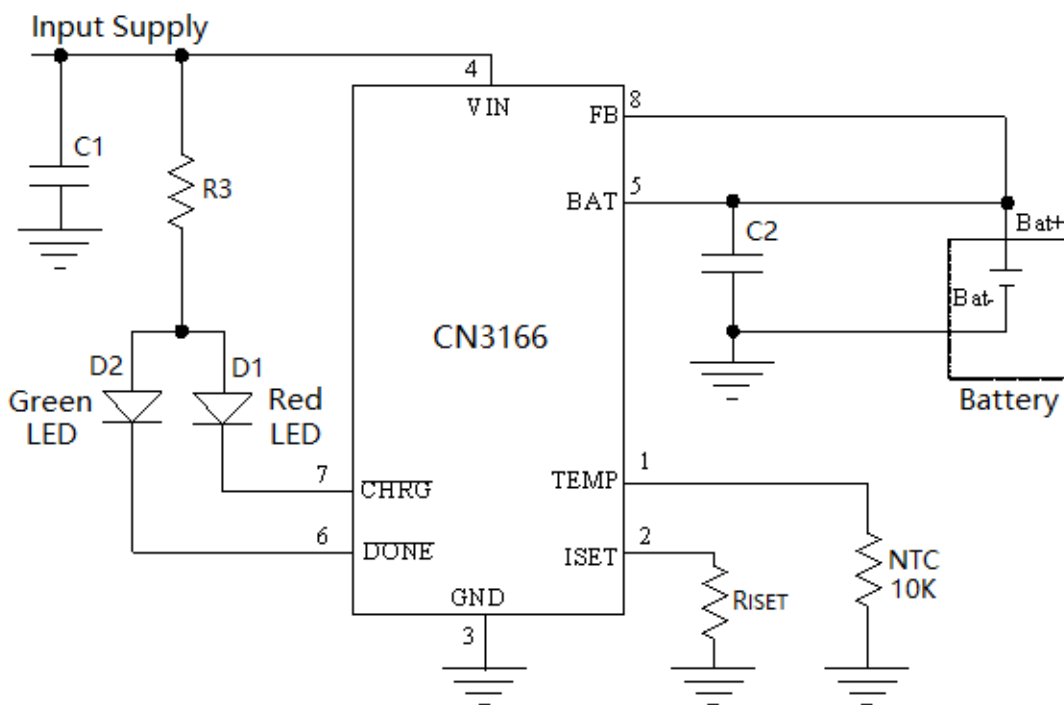 Input Supply
4
VIN
8
FB
C1
R3
5
BAT
C2
Bat+
Bat-
CN3166
D2
D1
Green
LED
Red
LED
Battery
7
CHRG
1
TEMP
6
DONE
2
ISET
NTC
10K
RISET
GND
3